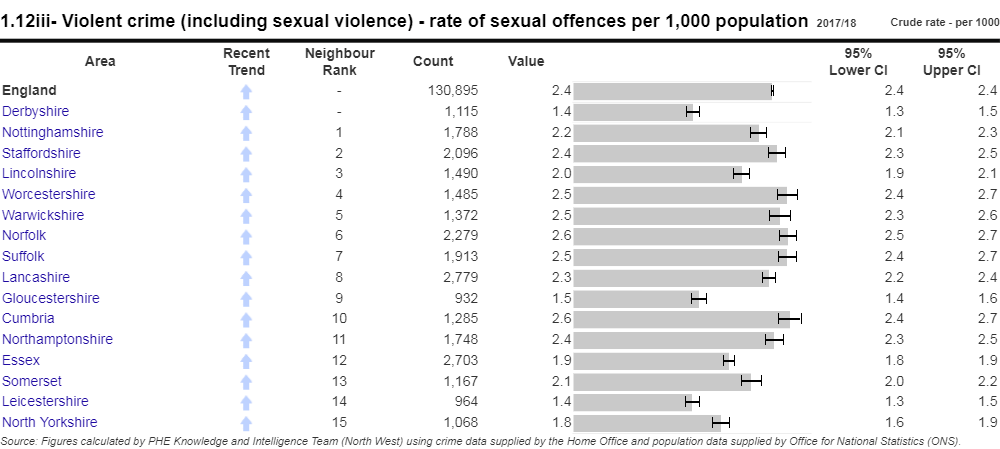 1.12iii- Violent crime (including sexual violence) - rate of sexual offences per 1,000 population 2017/18 Crude rate - per 1000
Area Recent Trend Neighbour Rank Count Value 95% Lower CI 95% Upper CI
England - 130,895 2.4 2.4 2.4
Derbyshire - 1,115 1.4 1.3 1.5
Nottinghamshire 1 1,788 2.2 2.1 2.3
Staffordshire 2 2,096 2.4 2.3 2.5
Lincolnshire 3 1,490 2.0 1.9 2.1
Worcestershire 4 1,485 2.5 2.4 2.7
Warwickshire 5 1,372 2.5 2.3 2.6
Norfolk 6 2,279 2.6 2.5 2.7
Suffolk 7 1,913 2.5 2.4 2.7
Lancashire 8 2,779 2.3 2.2 2.4
Gloucestershire 9 932 1.5 1.4 1.6
Cumbria 10 1,285 2.6 2.4 2.7
Northamptonshire 11 1,748 2.4 2.3 2.5
Essex 12 2,703 1.9 1.8 1.9
Somerset 13 1,167 2.1 2.0 2.2
Leicestershire 14 964 1.4 1.3 1.5
North Yorkshire 15 1,068 1.8 1.6 1.9
Source: Figures calculated by PHE Knowledge and Intelligence Team (North West) using crime data supplied by the Home Office and population data supplied by Office for National Statistics (ONS).